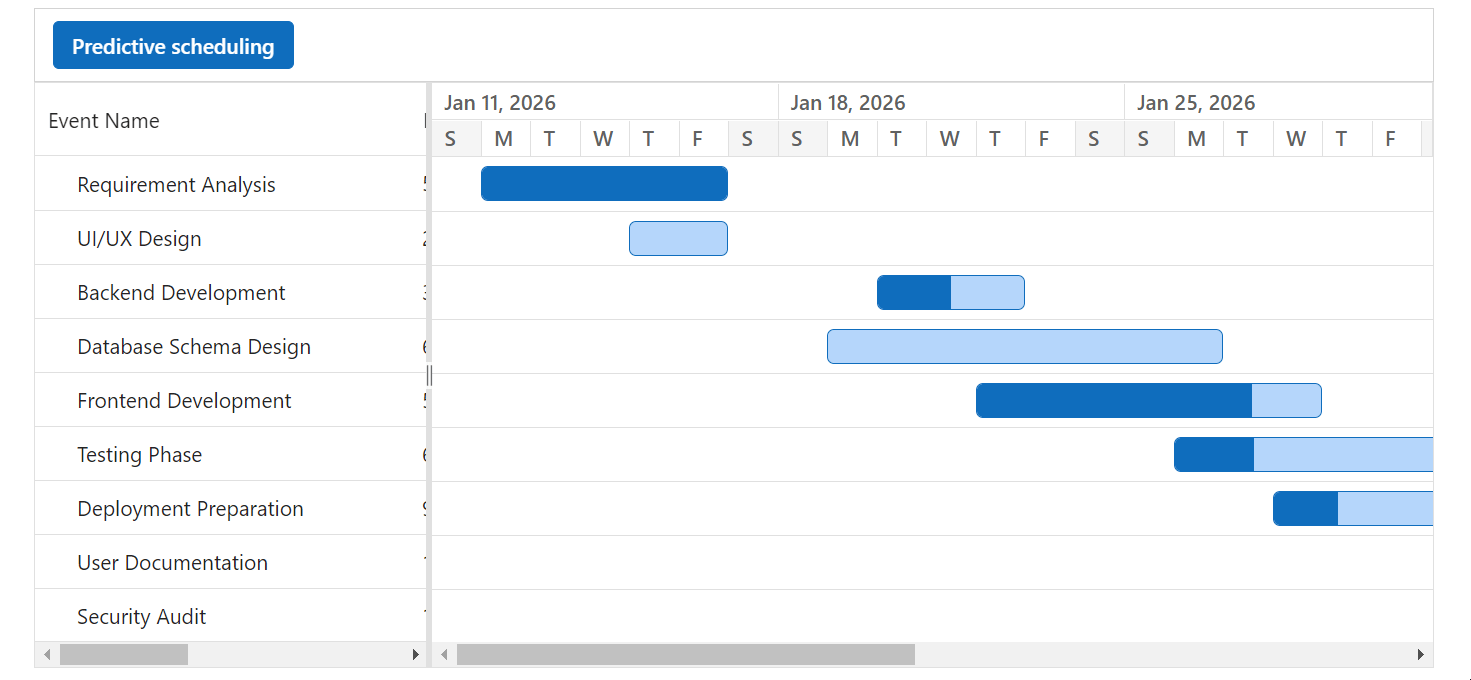 Predictive scheduling
Event Name
Jan 11, 2026 Jan 18, 2026 Jan 25, 2026
S M T W T F S S M T W T F S S M T W T F
Requirement Analysis
UI/UX Design
Backend Development
Database Schema Design
Frontend Development
Testing Phase
Deployment Preparation
User Documentation
Security Audit